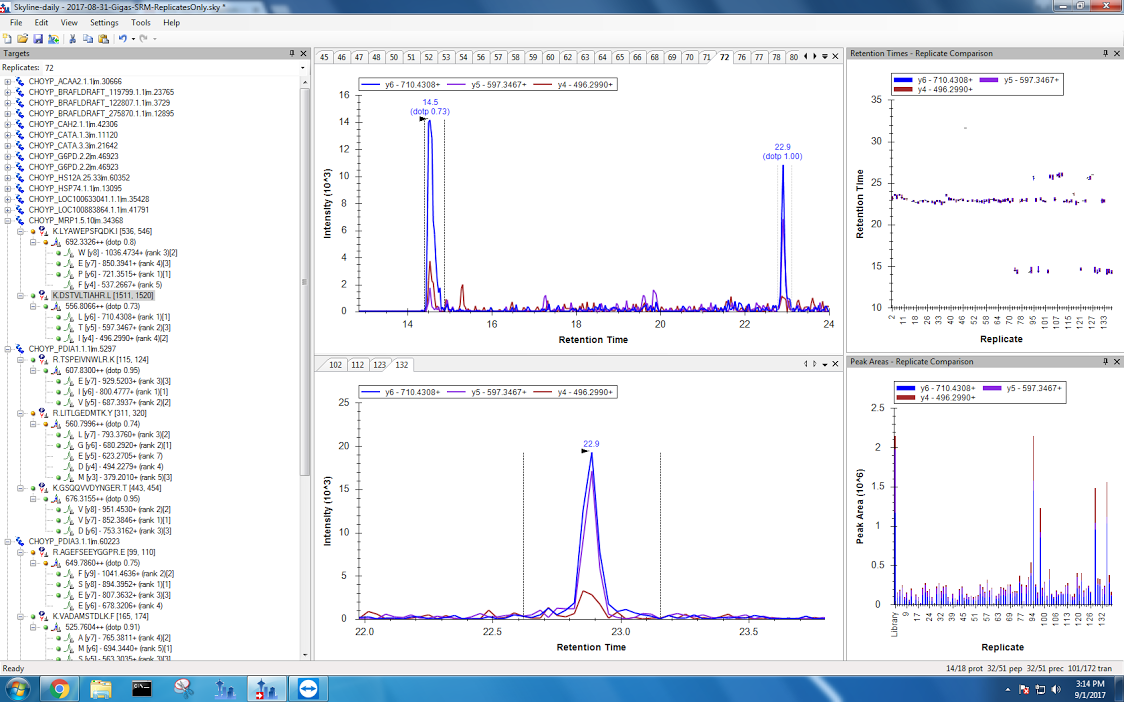 Skyline-daily - 2017-08-31-Gigas-SRM-ReplicatesOnly.sky *
File Edit View Settings Tools Help
Targets
Replicates: 72
CHOYP_ACAA2.1.1|m.30666
CHOYP_BRAFLDRAFT_119799.1.1|m.23765
CHOYP_BRAFLDRAFT_122807.1.1|m.3729
CHOYP_BRAFLDRAFT_275870.1.1|m.12895
CHOYP_CAH2.1.1|m.42306
CHOYP_CATA.1.3|m.11120
CHOYP_CATA.3.3|m.21642
CHOYP_G6PD.2.2|m.46923
CHOYP_G6PD.2.2|m.46923
CHOYP_HS12A.25.33|m.60352
CHOYP_HSP74.1.1|m.13095
CHOYP_LOC100633041.1.1|m.35428
CHOYP_LOC100883864.1.1|m.41791
CHOYP_MRP1.5.10|m.34368
K.LYAWEPSFQDK.I [536, 546]
692.3326++ (dotp 0.8)
W [y8] - 1036.4734+ (rank 3)[2]
E [y7] - 850.3941+ (rank 4)[3]
P [y6] - 721.3515+ (rank 1)[1]
F [y4] - 537.2667+ (rank 5)
K.DSTVLTIAHR.L [1511, 1520]
556.8066++ (dotp 0.73)
L [y6] - 710.4308+ (rank 1)[1]
T [y5] - 597.3467+ (rank 2)[3]
I [y4] - 496.2990+ (rank 4)[2]
CHOYP_PDIA1.1.1|m.5297
R.TSPEIVNWLR.K [115, 124]
607.8300++ (dotp 0.95)
E [y7] - 929.5203+ (rank 3)[3]
I [y6] - 800.4777+ (rank 1)[1]
V [y5] - 687.3937+ (rank 2)[2]
R.LITLGEDMTK.Y [311, 320]
560.7996++ (dotp 0.74)
L [y7] - 793.3760+ (rank 3)[2]
G [y6] - 680.2920+ (rank 2)[1]
E [y5] - 623.2705+ (rank 7)
D [y4] - 494.2279+ (rank 4)
M [y3] - 379.2010+ (rank 5)[3]
K.GSQQVVDYNGER.T [443, 454]
676.3155++ (dotp 0.95)
V [y8] - 951.4530+ (rank 2)[2]
V [y7] - 852.3846+ (rank 1)[1]
D [y6] - 753.3162+ (rank 3)[3]
CHOYP_PDIA3.1.1|m.60223
R.AGEFSEEYGGPR.E [99, 110]
649.7860++ (dotp 0.75)
F [y9] - 1041.4636+ (rank 2)[2]
S [y8] - 894.3952+ (rank 1)[1]
E [y7] - 807.3632+ (rank 3)[3]
E [y6] - 678.3206+ (rank 4)
K.VADAMSTDLK.F [165, 174]
525.7604++ (dotp 0.91)
A [y7] - 765.3811+ (rank 4)[2]
M [y6] - 694.3440+ (rank 5)[1]
S [y5] - 563.3035+ (rank 3)[3]
45 46 47 48 50 51 52 53 54 55 59 60 62 63 64 65 66 68 69 70 71 72 76 77 78 80
y6 - 710.4308+ y5 - 597.3467+ y4 - 496.2990+
14.5
(dotp 0.73)
22.9
(dotp 1.00)
Intensity (10^3)
16
14
12
10
8
6
4
2
0
14 16 18 20 22 24
Retention Time
102 112 123 132
y6 - 710.4308+ y5 - 597.3467+ y4 - 496.2990+
22.9
Intensity (10^3)
25
20
15
10
5
0
22.0 22.5 23.0 23.5
Retention Time
Retention Times - Replicate Comparison
y6 - 710.4308+ y5 - 597.3467+
y4 - 496.2990+
Retention Time
35
30
25
20
15
10
2 11 18 26 33 40 46 52 58 64 70 78 95 101 107 115 121 127 133
Replicate
Peak Areas - Replicate Comparison
y6 - 710.4308+ y5 - 597.3467+
y4 - 496.2990+
Peak Area (10^6)
2.5
2
1.5
1
0.5
0
Library 9 17 24 32 39 45 51 57 63 69 77 94 100 106 113 120 126 132
Replicate
Ready
14/18 prot 32/51 pep 32/51 prec 101/172 tran
3:14 PM
9/1/2017